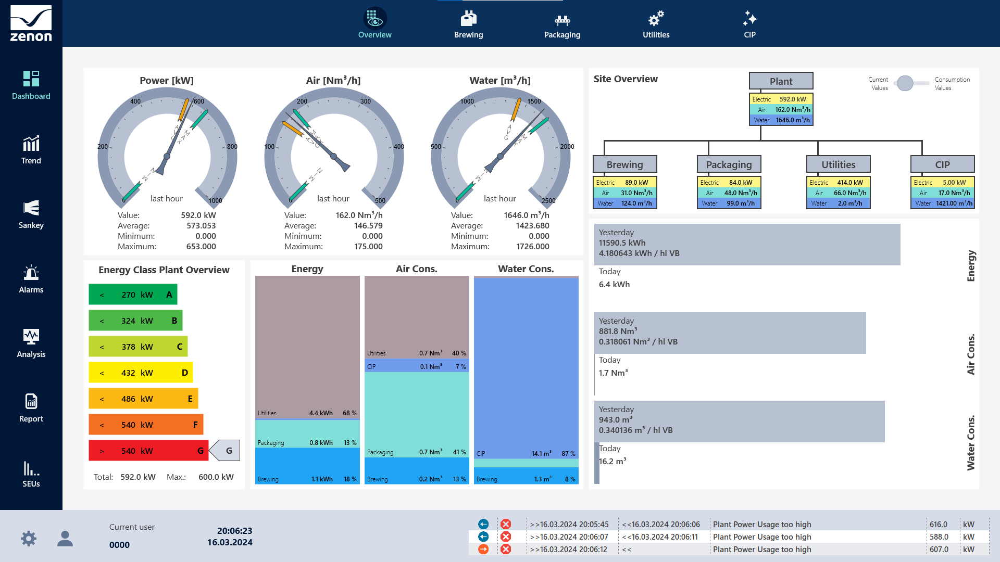 zenon
Overview
Brewing
Packaging
Utilities
CIP
Dashboard
Trend
Sankey
Alarms
Analysis
Report
SEUs
Power [kW]
0
200
400
600
800
1000
MIN
AVG
MAX
last hour
Value: 592.0 kW
Average: 573.053
Minimum: 0.000
Maximum: 653.000
Air [Nm³/h]
0
100
200
300
400
500
MIN
AVG
MAX
last hour
Value: 162.0 Nm³/h
Average: 146.579
Minimum: 0.000
Maximum: 175.000
Water [m³/h]
0
500
1000
1500
2000
2500
MIN
AVG
MAX
last hour
Value: 1646.0 m³/h
Average: 1423.680
Minimum: 0.000
Maximum: 1726.000
Site Overview
Current Values
Consumption Values
Plant
Electric 592.0 kW
Air 162.0 Nm³/h
Water 1646.0 m³/h
Brewing
Electric 89.0 kW
Air 31.0 Nm³/h
Water 124.0 m³/h
Packaging
Electric 84.0 kW
Air 48.0 Nm³/h
Water 99.0 m³/h
Utilities
Electric 414.0 kW
Air 66.0 Nm³/h
Water 2.0 m³/h
CIP
Electric 5.00 kW
Air 17.0 Nm³/h
Water 1421.00 m³/h
Energy Class Plant Overview
< 270 kW A
< 324 kW B
< 378 kW C
< 432 kW D
< 486 kW E
< 540 kW F
> 540 kW G
G
Total: 592.0 kW Max.: 600.0 kW
Energy
Utilities 4.4 kWh 68 %
Packaging 0.8 kWh 13 %
Brewing 1.1 kWh 18 %
Air Cons.
Utilities 0.7 Nm³ 40 %
CIP 0.1 Nm³ 7 %
Packaging 0.7 Nm³ 41 %
Brewing 0.2 Nm³ 13 %
Water Cons.
CIP 14.1 m³ 87 %
Brewing 1.3 m³ 8 %
Yesterday
11590.5 kWh
4.180643 kWh / hl VB
Today
6.4 kWh
Energy
Yesterday
881.8 Nm³
0.318061 Nm³ / hl VB
Today
1.7 Nm³
Air Cons.
Yesterday
943.0 m³
0.340136 m³ / hl VB
Today
16.2 m³
Water Cons.
Current user
0000
20:06:23
16.03.2024
>>16.03.2024 20:05:45 <<16.03.2024 20:06:06 Plant Power Usage too high 616.0 kW
>>16.03.2024 20:06:07 <<16.03.2024 20:06:11 Plant Power Usage too high 588.0 kW
>>16.03.2024 20:06:12 << Plant Power Usage too high 607.0 kW